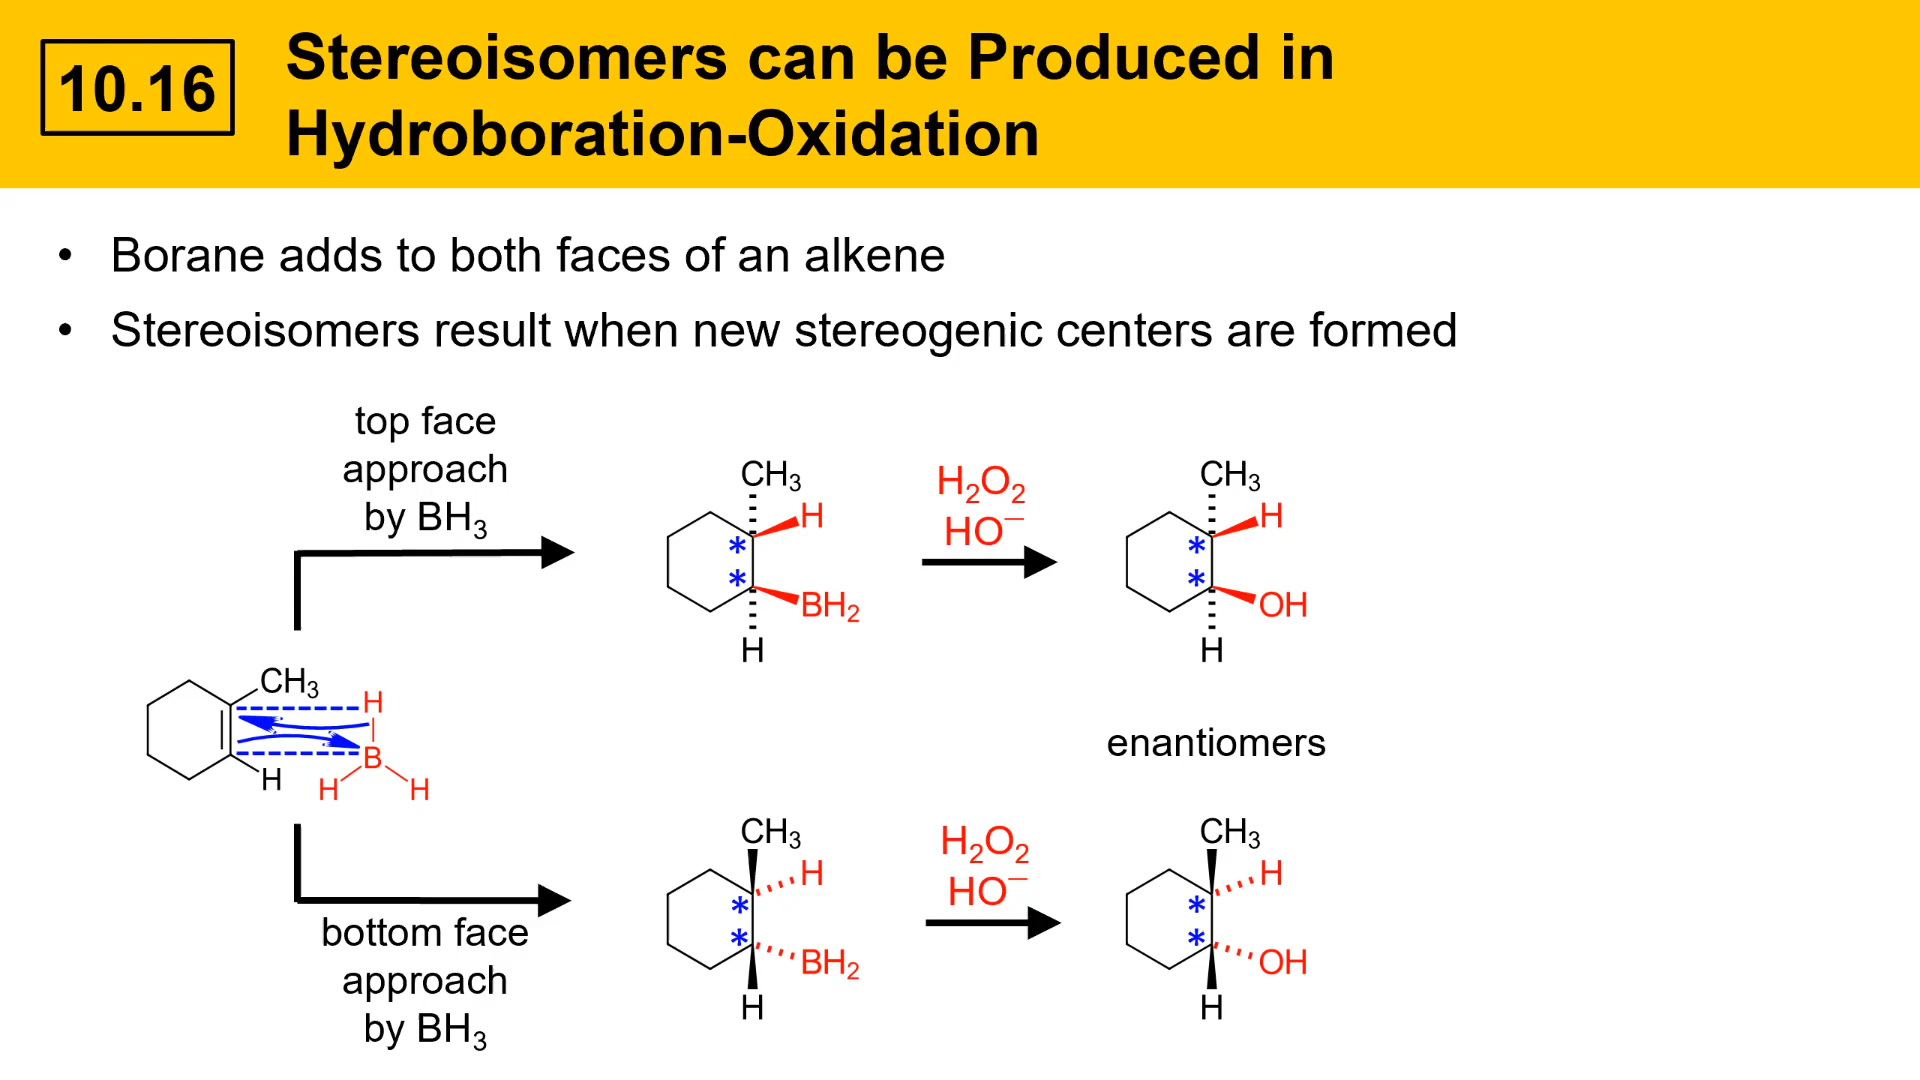 10.16
Stereoisomers can be Produced in
Hydroboration-Oxidation
• Borane adds to both faces of an alkene
• Stereoisomers result when new stereogenic centers are formed
top face
approach
by BH₃
CH₃
H
*
*
BH₂
H
H₂O₂
HO⁻
CH₃
H
*
*
OH
H
CH₃
H
H
B
H
H
enantiomers
bottom face
approach
by BH₃
CH₃
H
*
*
BH₂
H
H₂O₂
HO⁻
CH₃
H
*
*
OH
H